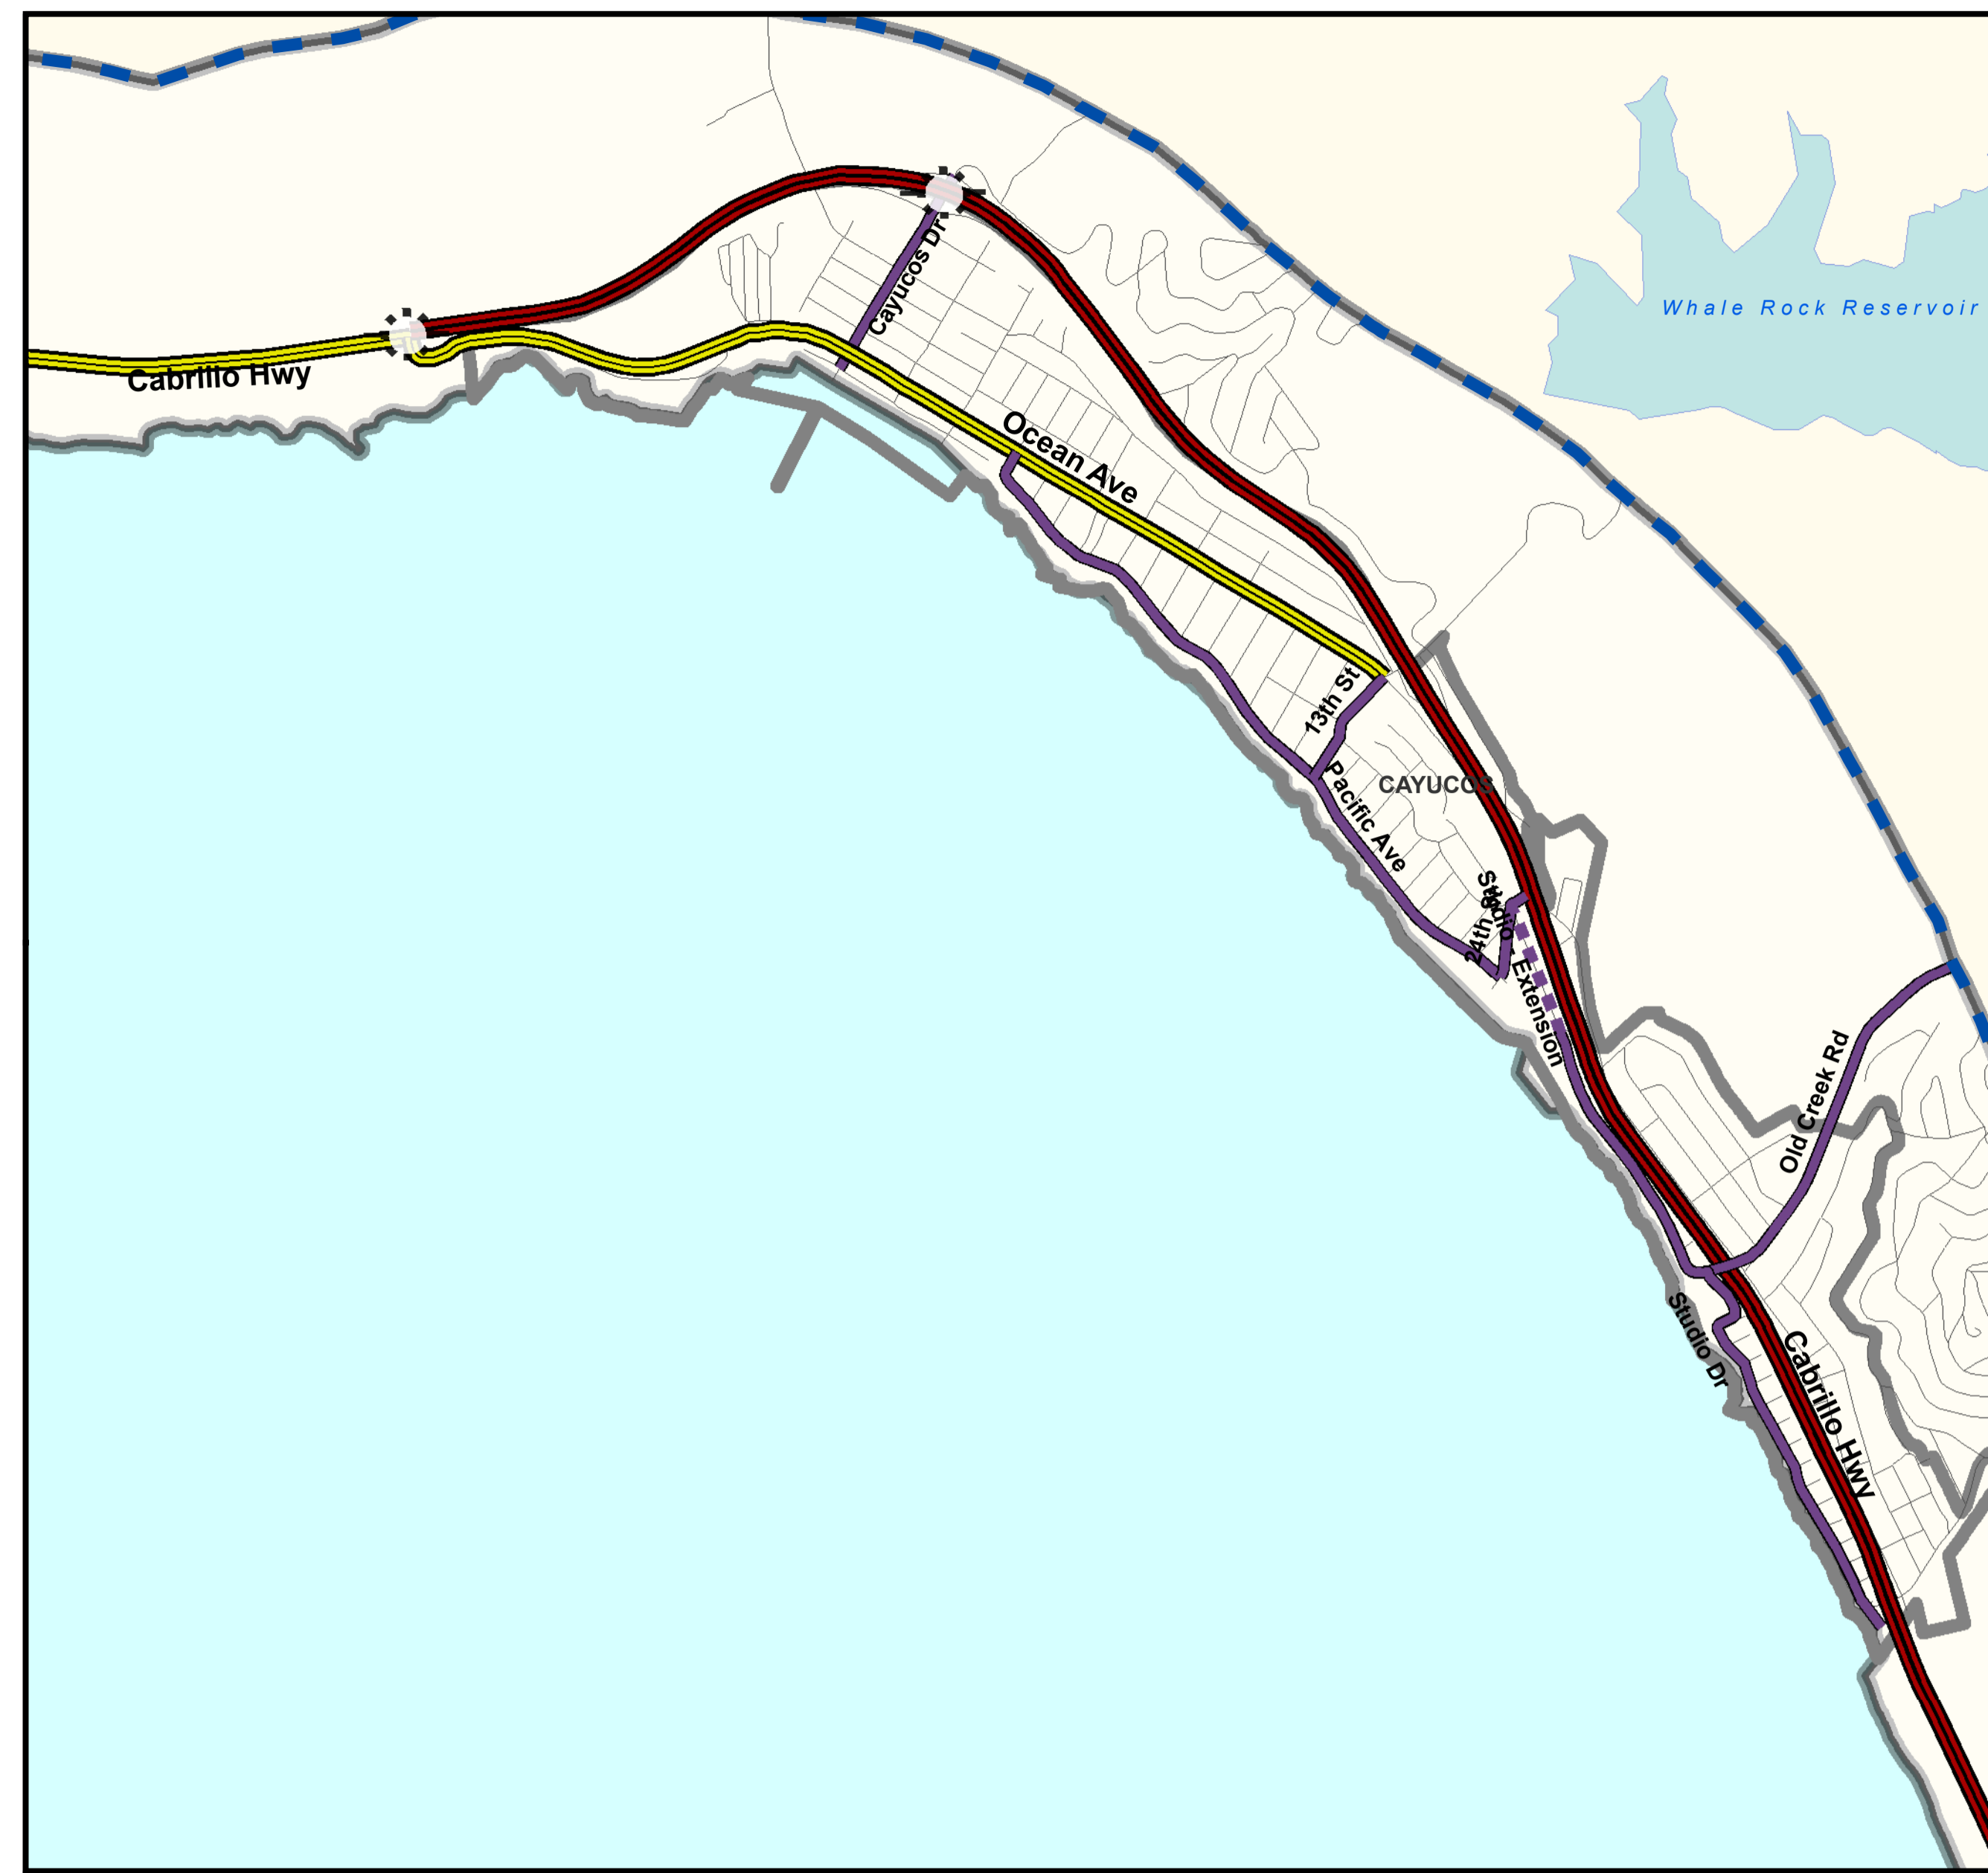 Whale Rock Reservoir
Cayucos Dr
Cabrillo Hwy
Ocean Ave
13th St
CAYUCOS
Pacific Ave
24th St
Studio Extension
Old Creek Rd
Studio Dr
Cabrillo Hwy